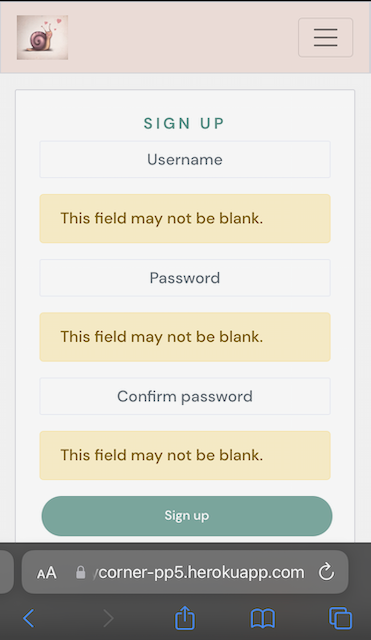 SIGN UP
Username
This field may not be blank.
Password
This field may not be blank.
Confirm password
This field may not be blank.
Sign up
AA /corner-pp5.herokuapp.com